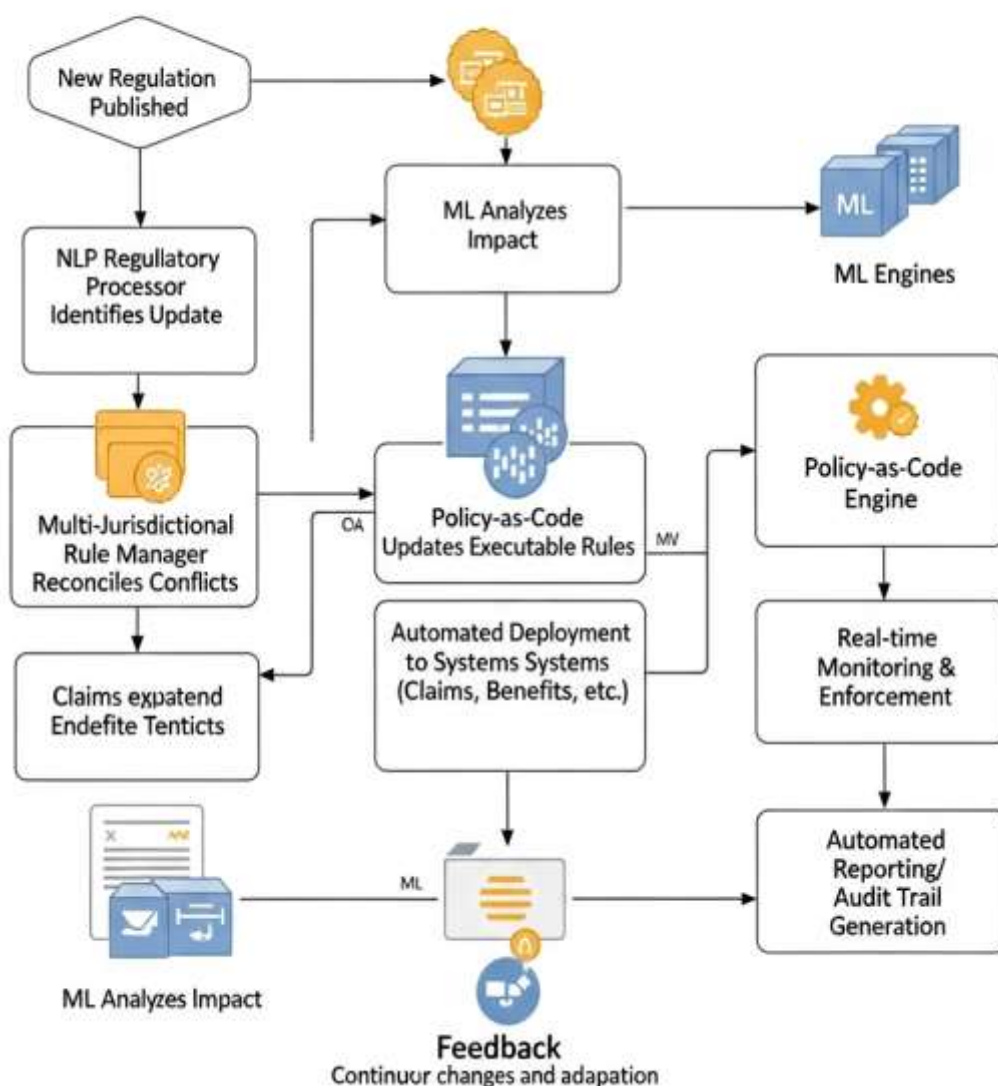 New Regulation
Published
ML Analyzes
Impact
ML
ML Engines
NLP Regullatory
Processor
Identifies Update
Multi-Jurisdictional
Rule Manager
Reconciles Conflicts
OA
Policy-as-Code
Updates Executable Rules
MV
Policy-as-Code
Engine
Claims expatend
Endefite Tenticts
Automated Deployment
to Systems Systems
(Claims, Benefits, etc.)
Real-time
Monitoring &
Enforcement
X
ML
Automated
Reporting/
Audit Trail
Generation
ML Analyzes Impact
Feedback
Continuor changes and adapation